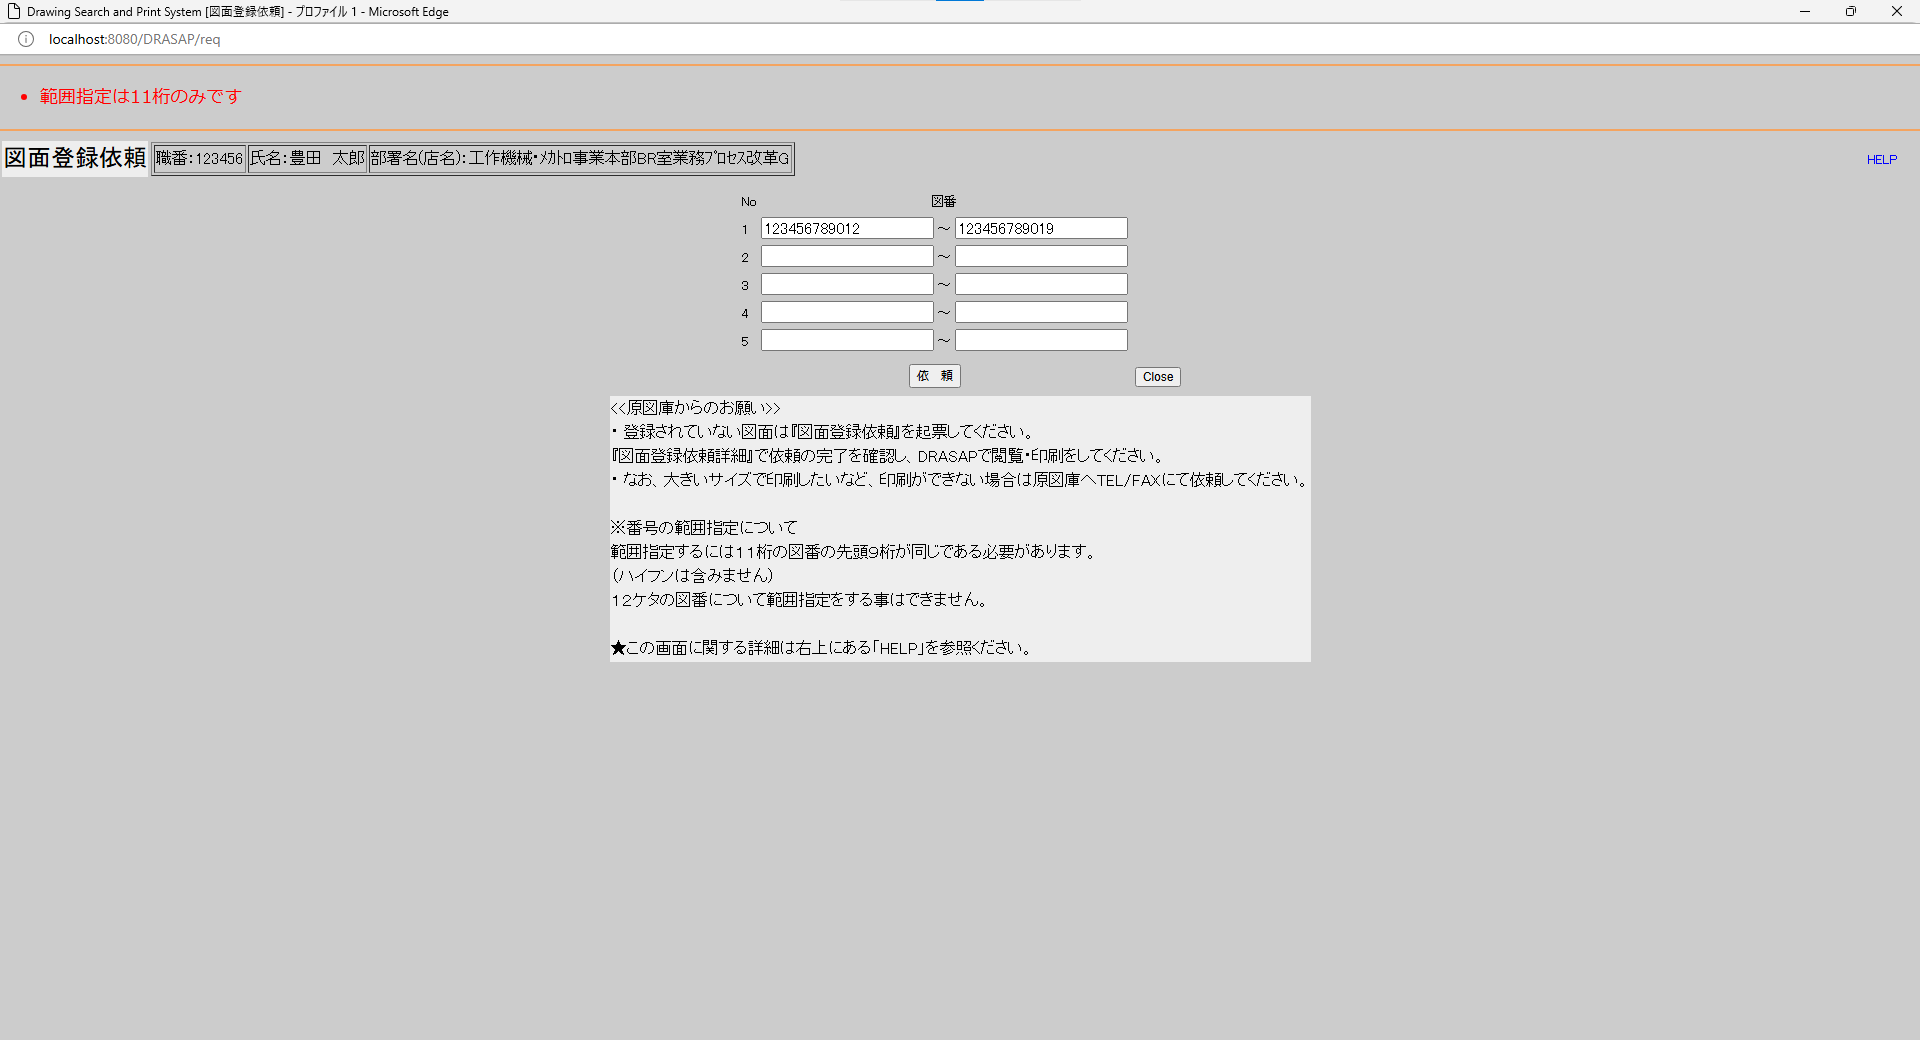 Drawing Search and Print System [図面登録依頼] - プロファイル 1 - Microsoft Edge
localhost:8080/DRASAP/req
• 範囲指定は11桁のみです
図面登録依頼 職番：123456 氏名：豊田　太郎 部署名(店名)：工作機械・ﾒｶﾄﾛ事業本部BR室業務ﾌﾟﾛｾｽ改革G HELP
No 図番
1 123456789012 ～ 123456789019
2 ～
3 ～
4 ～
5 ～
依　頼 Close
<<原図庫からのお願い>>
・ 登録されていない図面は『図面登録依頼』を起票してください。
『図面登録依頼詳細』で依頼の完了を確認し、DRASAPで閲覧・印刷をしてください。
・ なお、大きいサイズで印刷したいなど、印刷ができない場合は原図庫へTEL/FAXにて依頼してください。
※番号の範囲指定について
範囲指定するには１１桁の図番の先頭９桁が同じである必要があります。
（ハイフンは含みません）
１２ケタの図番について範囲指定をする事はできません。
★この画面に関する詳細は右上にある「HELP」を参照ください。